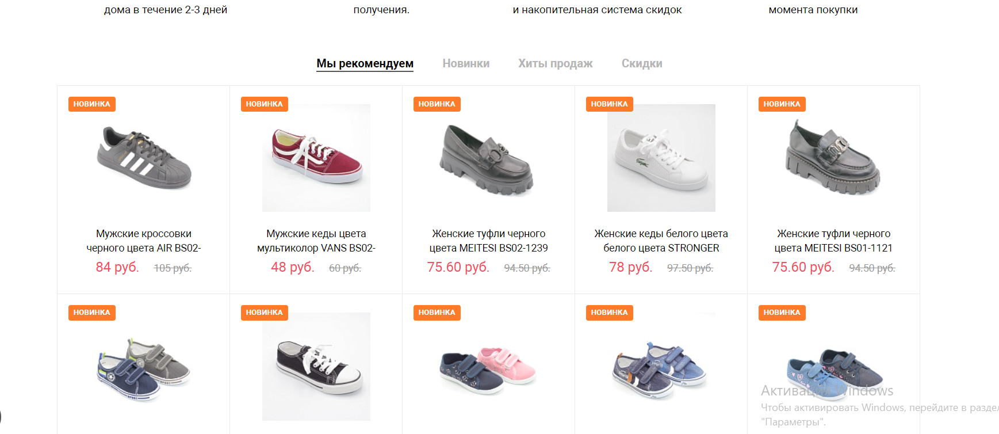 дома в течение 2-3 дней
получения.
и накопительная система скидок
момента покупки
Мы рекомендуем
Новинки
Хиты продаж
Скидки
НОВИНКА
НОВИНКА
НОВИНКА
НОВИНКА
НОВИНКА
Мужские кроссовки
черного цвета AIR BS02-
84 руб. 105 руб.
Мужские кеды цвета
мультиколор VANS BS02-
48 руб. 60 руб.
Женские туфли черного
цвета MEITESI BS02-1239
75.60 руб. 94.50 руб.
Женские кеды белого цвета
белого цвета STRONGER
78 руб. 97.50 руб.
Женские туфли черного
цвета MEITESI BS01-1121
75.60 руб. 94.50 руб.
НОВИНКА
НОВИНКА
НОВИНКА
НОВИНКА
НОВИНКА
Активация Windows
Чтобы активировать Windows, перейдите в раздел
"Параметры".